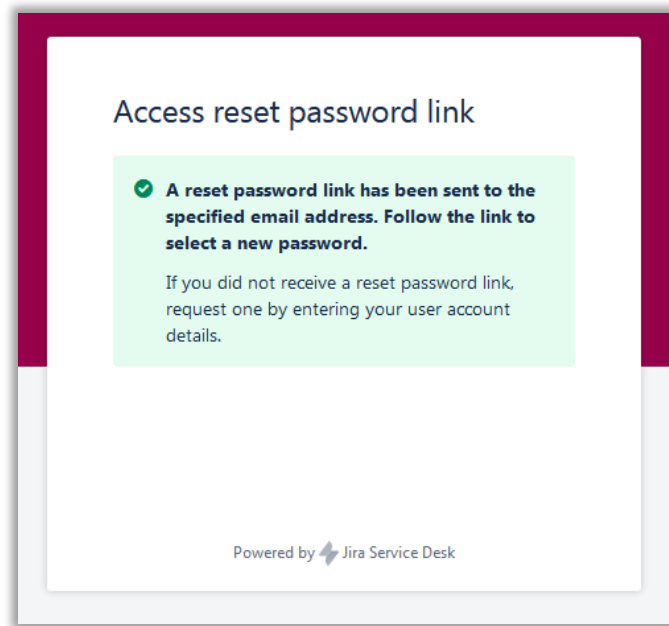 Access reset password link
A reset password link has been sent to the
specified email address. Follow the link to
select a new password.
If you did not receive a reset password link,
request one by entering your user account
details.
Powered by Jira Service Desk